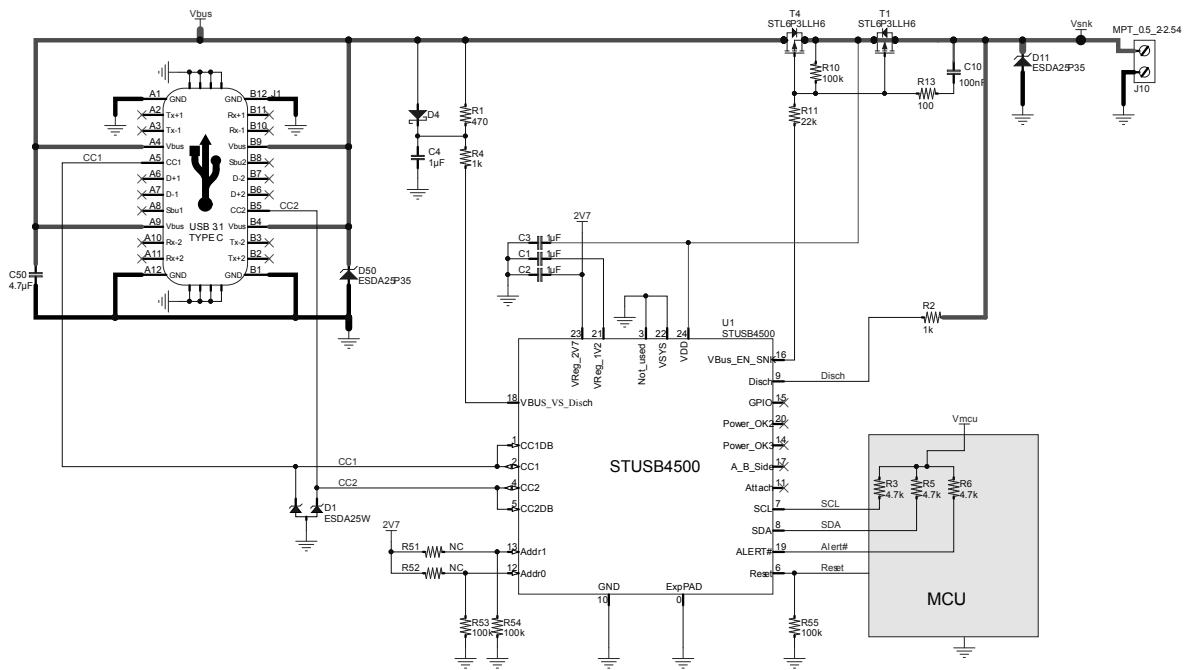 Vbus
T4
STL6P3LLH6
T1
STL6P3LLH6
Vsnk
MPT_0.5_2-2.54
J10
D11
ESDA25P35
R10
100k
C10
100nF
R13
100
R11
22k
D4
R1
470
C4
1µF
R4
1k
A1 GND
A2 Tx+1
A3 Tx-1
A4 Vbus
A5 CC1
A6 D+1
A7 D-1
A8 Sbu1
A9 Vbus
A10 Rx-2
A11 Rx+2
A12 GND
GND B12 J1
Rx+1 B11
Rx-1 B10
Vbus B9
Sbu2 B8
D-2 B7
D+2 B6
CC2 B5
Vbus B4
Tx-2 B3
Tx+2 B2
GND B1
USB 3.1
TYPE C
CC1
CC2
C50
4.7µF
D50
ESDA25P35
2V7
C3 1uF
C1 1uF
C2 1uF
R2
1k
U1
STUSB4500
23 VReg_2V7
21 VReg_1V2
3 Not_used
22 VSYS
24 VDD
VBus_EN_SNK 16
Disch 9
Disch
GPIO 15
Power_OK2 20
Power_OK3 14
A_B_Side 17
Attach 11
SCL 7
SCL
SDA 8
SDA
ALERT# 19
Alert#
Reset 6
Reset
18 VBUS_VS_Disch
1 CC1DB
2 CC1
4 CC2
5 CC2DB
13 Addr1
12 Addr0
STUSB4500
GND
10
ExpPAD
0
CC1
CC2
D1
ESDA25W
2V7
R51 NC
R52 NC
R53
100k
R54
100k
R55
100k
Vmcu
R3
4.7k
R5
4.7k
R6
4.7k
MCU